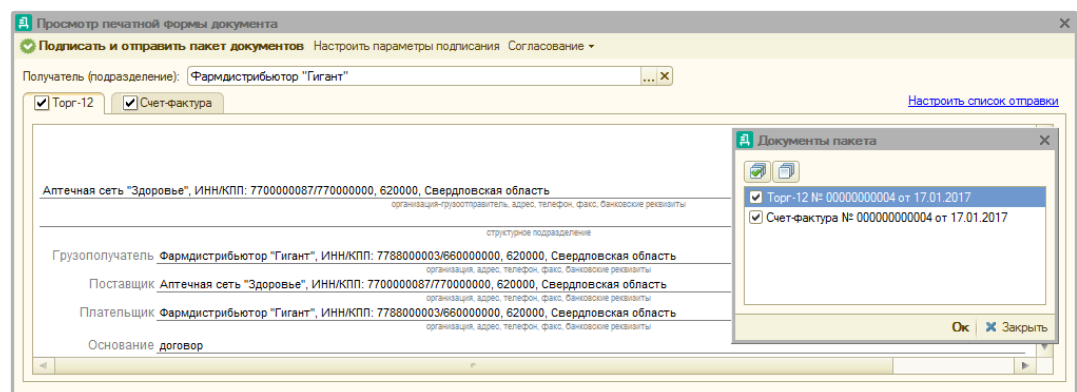 Просмотр печатной формы документа
Подписать и отправить пакет документов Настроить параметры подписания Согласование
Получатель (подразделение): Фармдистрибьютор "Гигант" ...
Торг-12 Счет-фактура Настроить список отправки
Документы пакета
Торг-12 № 00000000004 от 17.01.2017
Счет-фактура № 000000000004 от 17.01.2017
Ок Закрыть
Аптечная сеть "Здоровье", ИНН/КПП: 7700000087/770000000, 620000, Свердловская область
организация-грузоотправитель, адрес, телефон, факс, банковские реквизиты
структурное подразделение
Грузополучатель Фармдистрибьютор "Гигант", ИНН/КПП: 7788000003/660000000, 620000, Свердловская область
организация, адрес, телефон, факс, банковские реквизиты
Поставщик Аптечная сеть "Здоровье", ИНН/КПП: 7700000087/770000000, 620000, Свердловская область
организация, адрес, телефон, факс, банковские реквизиты
Плательщик Фармдистрибьютор "Гигант", ИНН/КПП: 7788000003/660000000, 620000, Свердловская область
организация, адрес, телефон, факс, банковские реквизиты
Основание договор